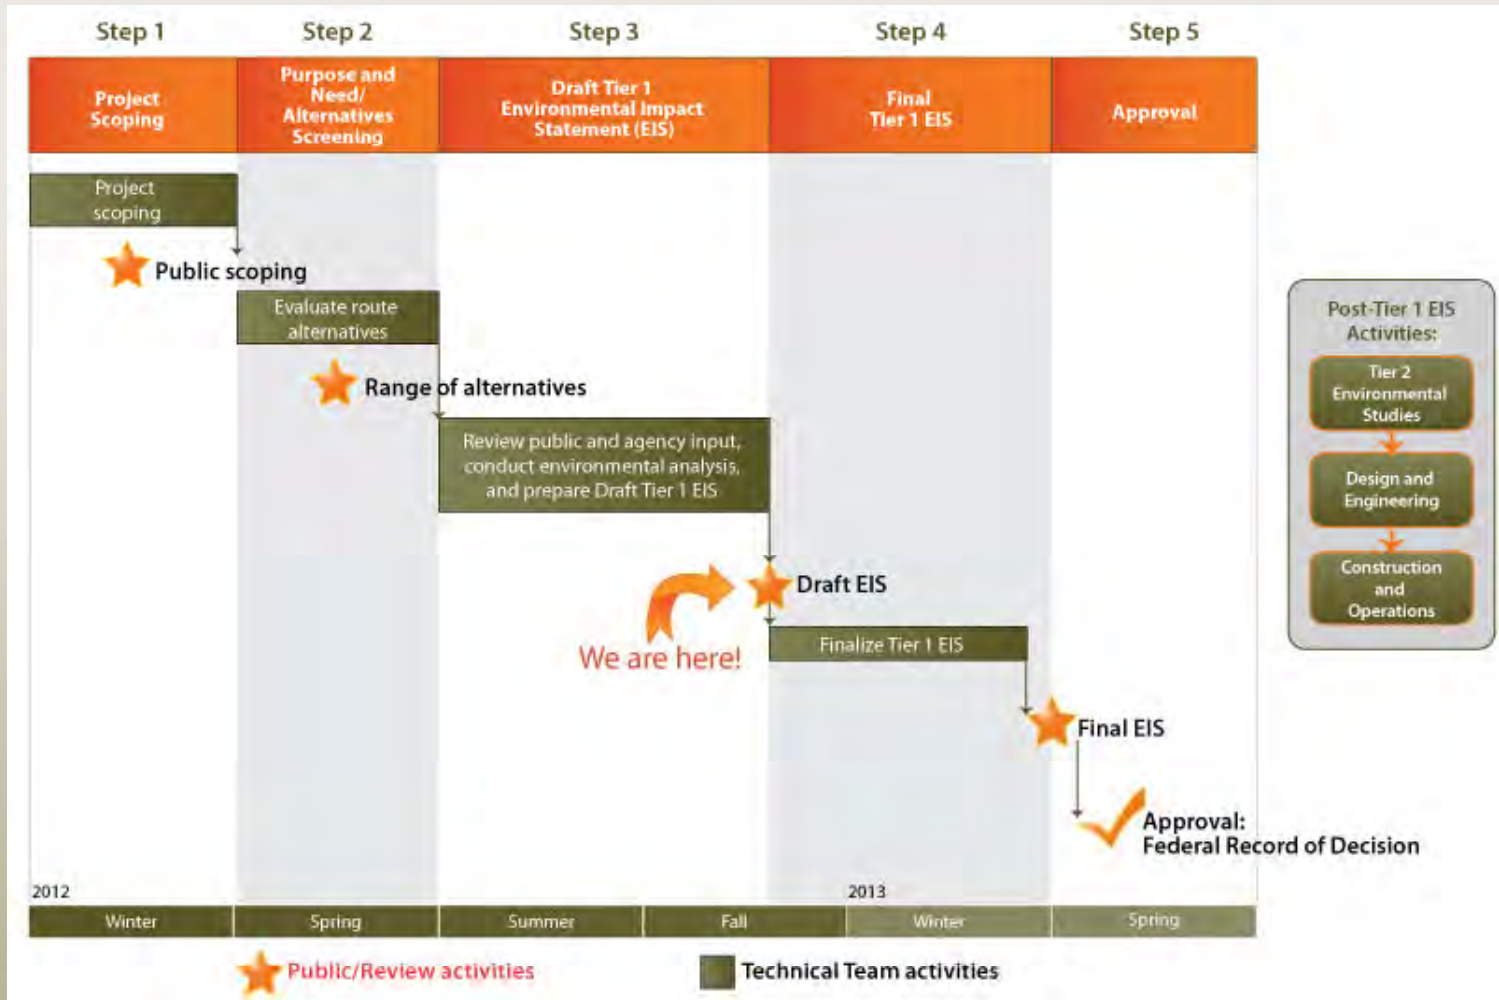 Step 1
Step 2
Step 3
Step 4
Step 5
Project
Scoping
Purpose and
Need/
Alternatives
Screening
Draft Tier 1
Environmental Impact
Statement (EIS)
Final
Tier 1 EIS
Approval
Project
scoping
Public scoping
Evaluate route
alternatives
Range of alternatives
Review public and agency input,
conduct environmental analysis,
and prepare Draft Tier 1 EIS
Draft EIS
We are here!
Finalize Tier 1 EIS
Final EIS
Approval:
Federal Record of Decision
Post-Tier 1 EIS
Activities:
Tier 2
Environmental
Studies
Design and
Engineering
Construction
and
Operations
2012
2013
Winter
Spring
Summer
Fall
Winter
Spring
Public/Review activities
Technical Team activities